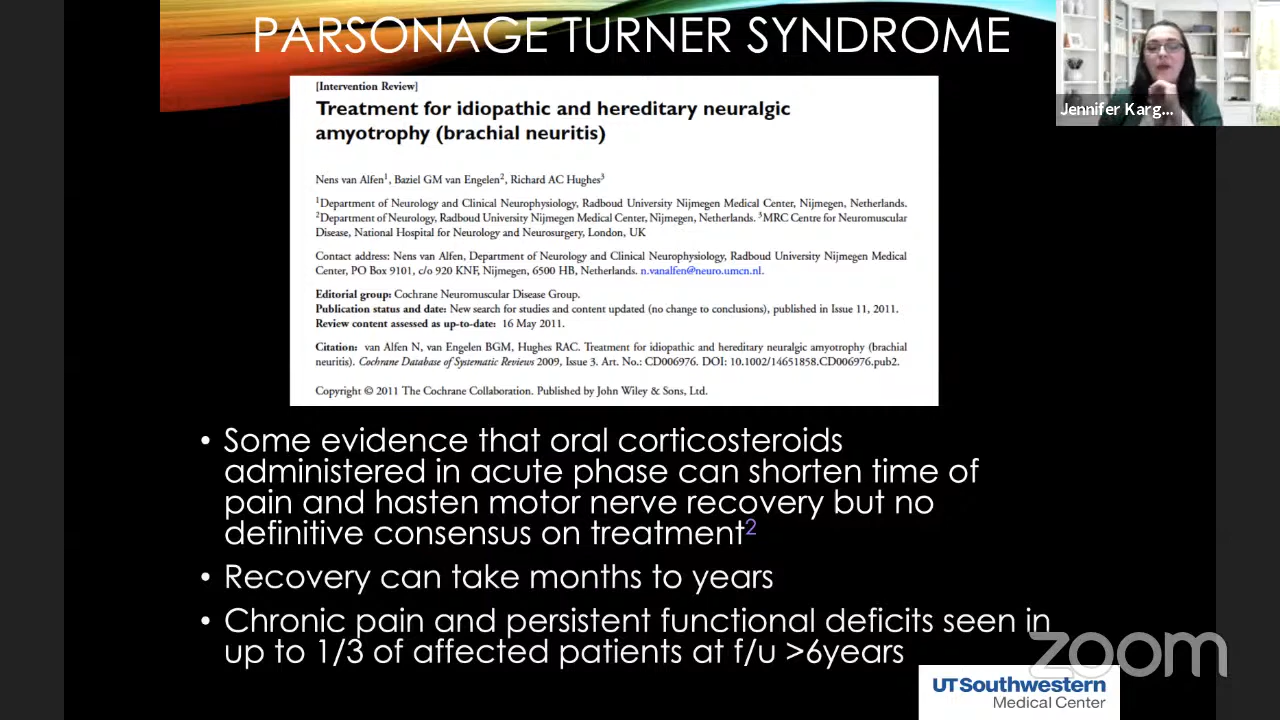 PARSONAGE TURNER SYNDROME
Jennifer Karg...
[Intervention Review]
Treatment for idiopathic and hereditary neuralgic
amyotrophy (brachial neuritis)
Nens van Alfen1, Baziel GM van Engelen2, Richard AC Hughes3
1Department of Neurology and Clinical Neurophysiology, Radboud University Nijmegen Medical Center, Nijmegen, Netherlands.
2Department of Neurology, Radboud University Nijmegen Medical Center, Nijmegen, Netherlands. 3MRC Centre for Neuromuscular
Disease, National Hospital for Neurology and Neurosurgery, London, UK
Contact address: Nens van Alfen, Department of Neurology and Clinical Neurophysiology, Radboud University Nijmegen Medical
Center, PO Box 9101, c/o 920 KNF, Nijmegen, 6500 HB, Netherlands. n.vanalfen@neuro.umcn.nl.
Editorial group: Cochrane Neuromuscular Disease Group.
Publication status and date: New search for studies and content updated (no change to conclusions), published in Issue 11, 2011.
Review content assessed as up-to-date: 16 May 2011.
Citation: van Alfen N, van Engelen BGM, Hughes RAC. Treatment for idiopathic and hereditary neuralgic amyotrophy (brachial
neuritis). Cochrane Database of Systematic Reviews 2009, Issue 3. Art. No.: CD006976. DOI: 10.1002/14651858.CD006976.pub2.
Copyright © 2011 The Cochrane Collaboration. Published by John Wiley & Sons, Ltd.
• Some evidence that oral corticosteroids
administered in acute phase can shorten time of
pain and hasten motor nerve recovery but no
definitive consensus on treatment2
• Recovery can take months to years
• Chronic pain and persistent functional deficits seen in
up to 1/3 of affected patients at f/u >6years
zoom
UTSouthwestern
Medical Center